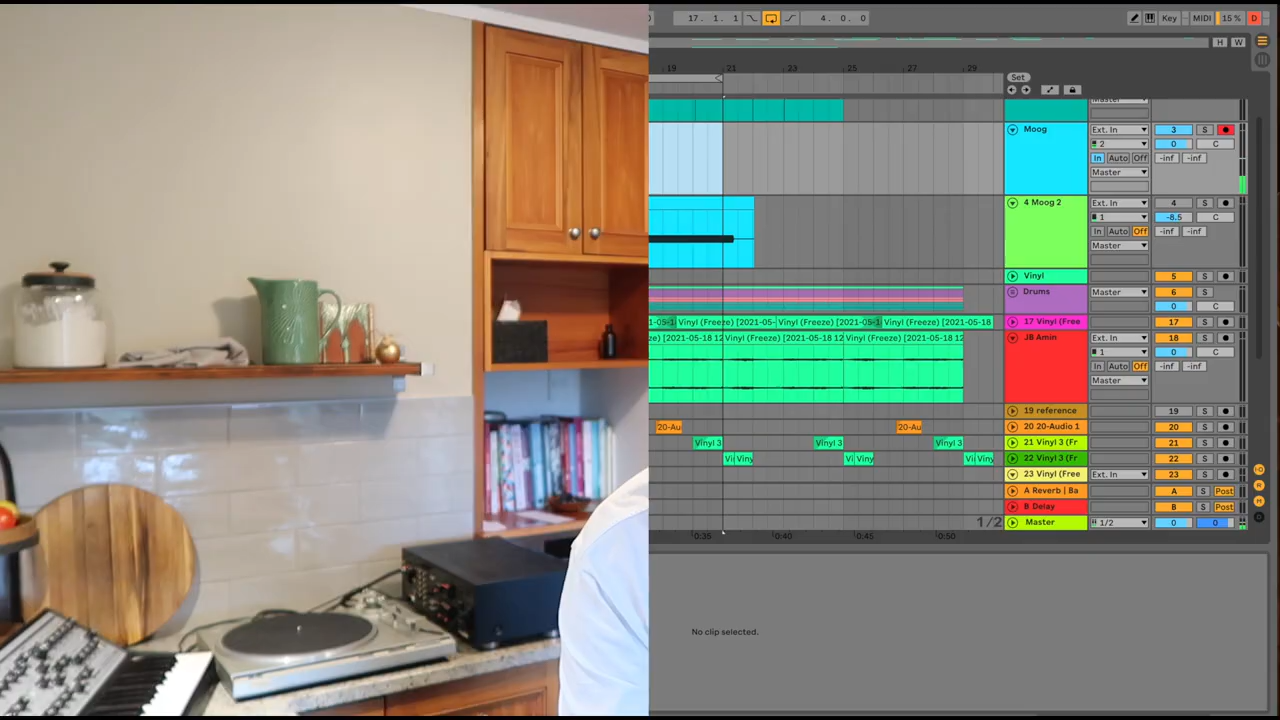 17. 1. 1 4. 0. 0 Key MIDI 15 % D
H W
19 21 23 25 27 29 Set
Master
Moog Ext. In 3 S
2 0 C
In Auto Off -inf -inf
Master
4 Moog 2 Ext. In 4 S
1 -8.5 C
In Auto Off -inf -inf
Master
Vinyl 5 S
Drums Master 6 S
0 C
Vinyl (Freeze) [2021-05- Vinyl (Freeze) [2021-05-1 Vinyl (Freeze) [2021-05-18 17 Vinyl (Free 17 S
Vinyl (Freeze) [2021-05-18 12 Vinyl (Freeze) [2021-05-18 12 Vinyl (Freeze) [2021-05-18 12 JB Amin Ext. In 18 S
1 0 C
In Auto Off -inf -inf
Master
19 reference 19 S
20-Au 20-Au 20 20-Audio 1 20 S
Vinyl 3 Vinyl 3 Vinyl 3 21 Vinyl 3 (Fr 21 S
Vi Viny Vi Viny Vi Viny 22 Vinyl 3 (Fr 22 S
23 Vinyl (Free Ext. In 23 S
A Reverb | Ba A S Post
B Delay B S Post
1/2 Master 1/2 0 0
0:35 0:40 0:45 0:50
No clip selected.